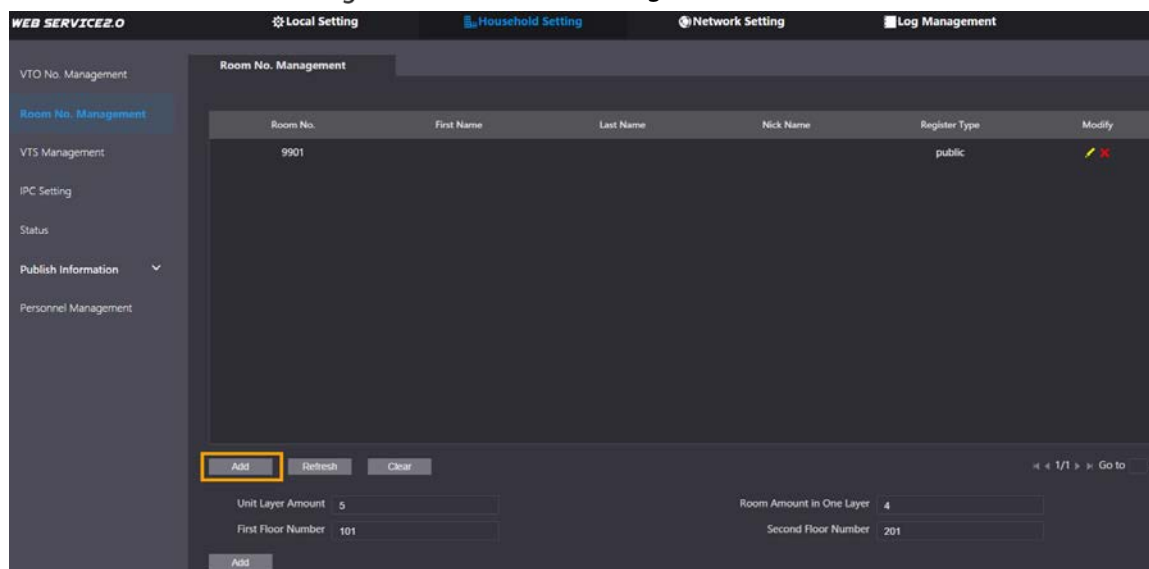 WEB SERVICE2.0 Local Setting Household Setting Network Setting Log Management
VTO No. Management
Room No. Management
VTS Management
IPC Setting
Status
Publish Information
Personnel Management
Room No. Management
Room No. First Name Last Name Nick Name Register Type Modify
9901 public
Add Refresh Clear 1/1 Go to
Unit Layer Amount 5 Room Amount in One Layer 4
First Floor Number 101 Second Floor Number 201
Add